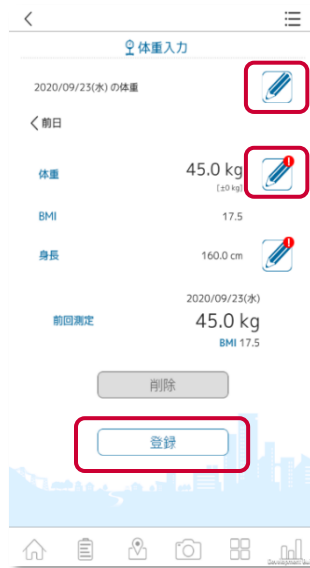 体重入力
2020/09/23(水) の体重
前日
体重 45.0 kg
[±0 kg]
BMI 17.5
身長 160.0 cm
2020/09/23(水)
前回測定 45.0 kg
BMI 17.5
削除
登録